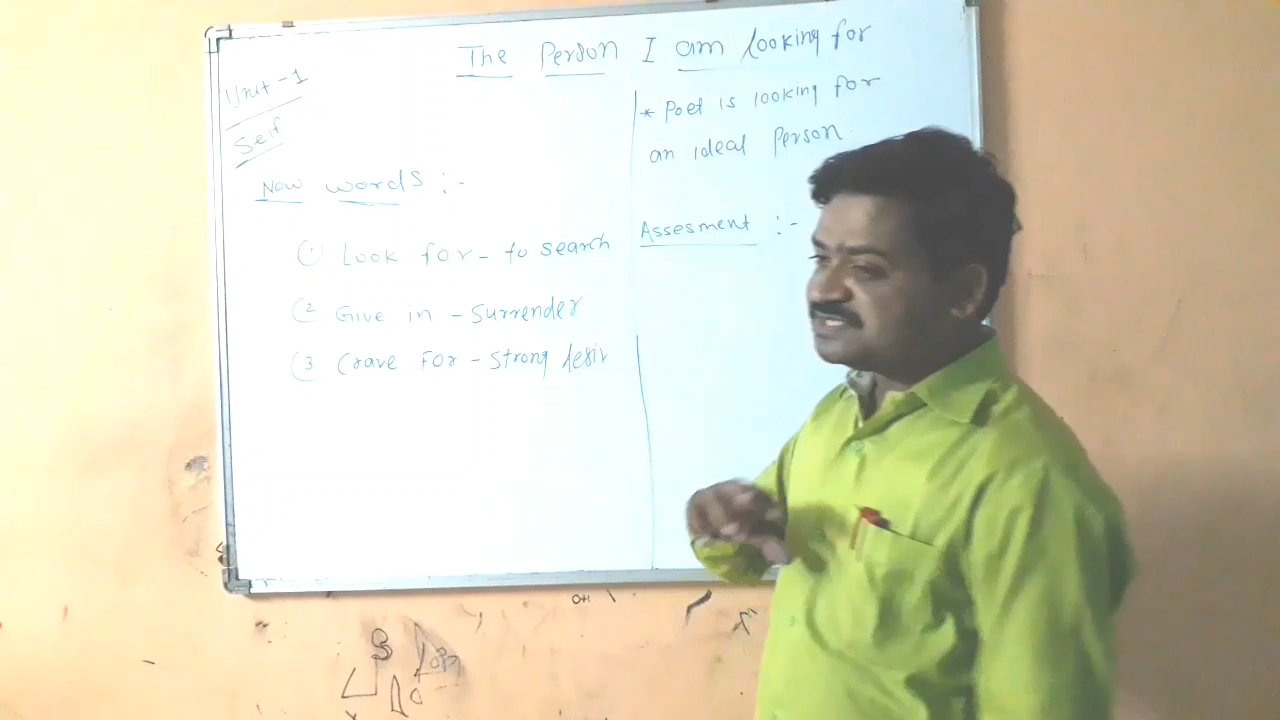 The Person I am looking for
Unit - 1
Self
New words :-
① Look for - to search
② Give in - Surrender
③ Crave For - Strong desir
* Poet is looking for
an ideal Person.
Assesment :-